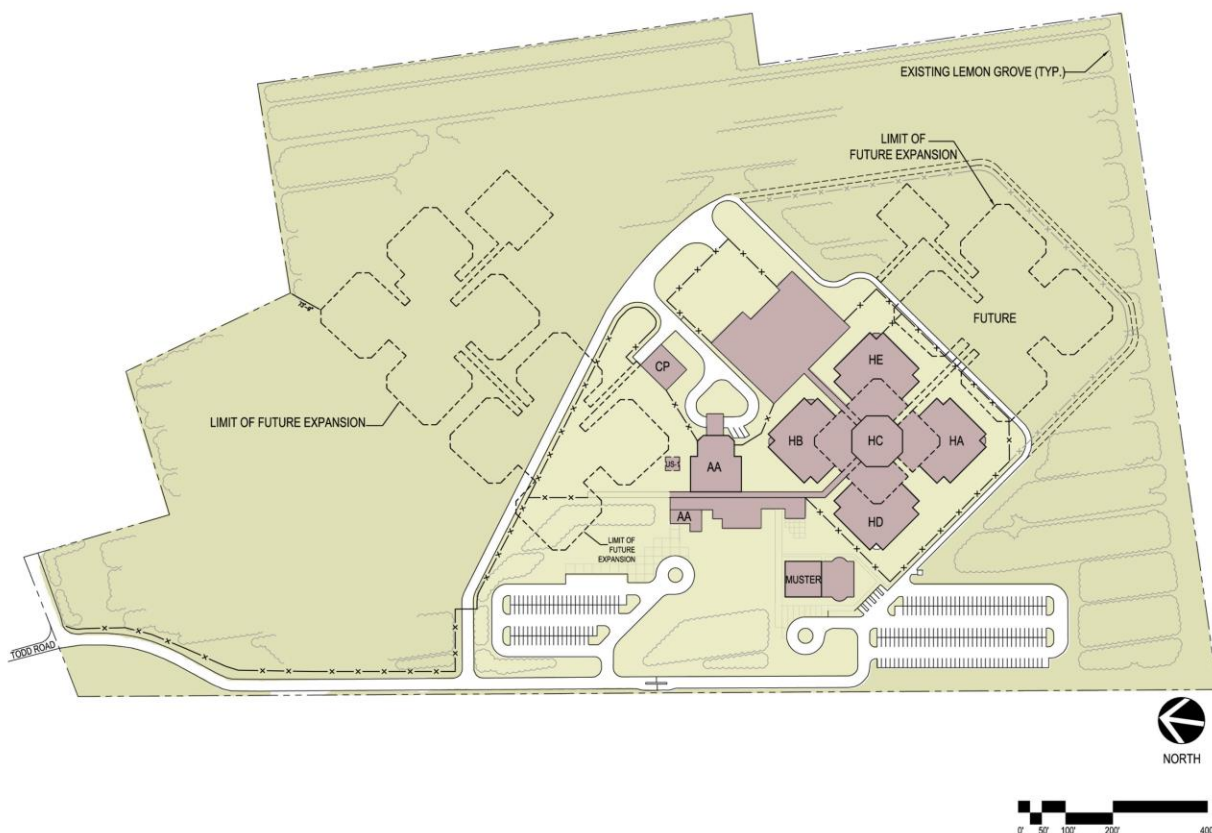 EXISTING LEMON GROVE (TYP.)
LIMIT OF
FUTURE EXPANSION
FUTURE
CP
HE
LIMIT OF FUTURE EXPANSION
HB
HC
HA
AA
AA
HD
LIMIT OF
FUTURE
EXPANSION
MUSTER
TODD ROAD
NORTH
0' 50' 100' 200' 400'